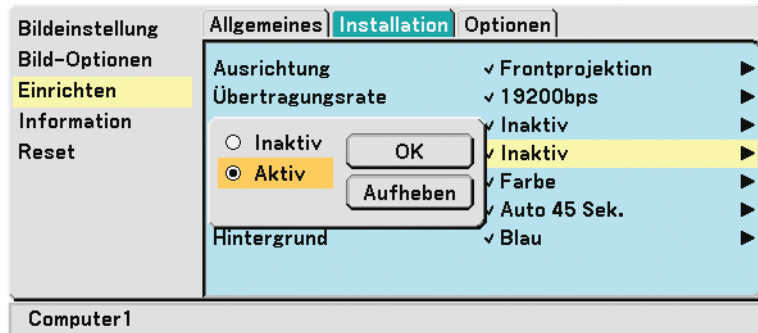 Bildeinstellung
Bild-Optionen
Einrichten
Information
Reset
Allgemeines Installation Optionen
Ausrichtung Frontprojektion
Übertragungsrate 19200bps
Inaktiv
Inaktiv
Farbe
Auto 45 Sek.
Hintergrund Blau
Inaktiv OK
Aktiv Aufheben
Computer1